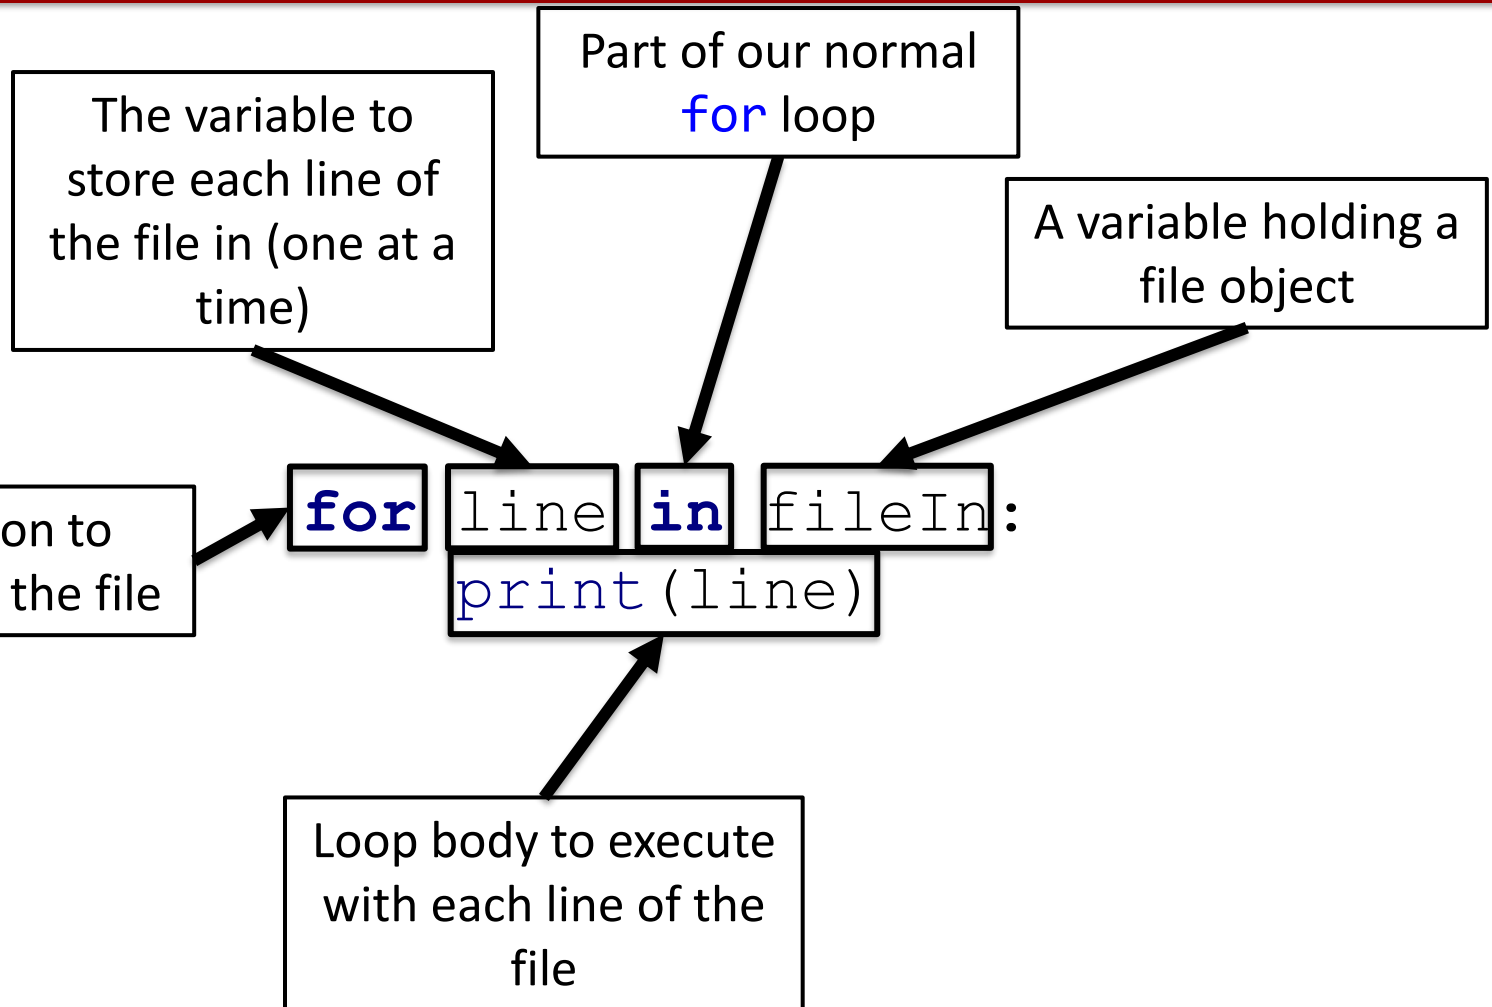 Part of our normal
for loop
The variable to
store each line of
the file in (one at a
time)
A variable holding a
file object
for line in fileIn:
print(line)
on to
the file
Loop body to execute
with each line of the
file